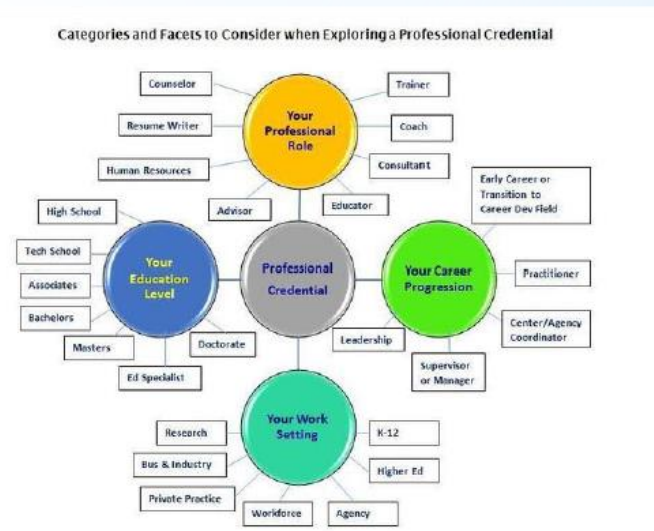 Categories and Facets to Consider when Exploring a Professional Credential
Counselor
Resume Writer
Human Resources
Advisor
Your
Professional
Role
Trainer
Coach
Consultant
Educator
High School
Tech School
Associates
Bachelors
Masters
Ed Specialist
Doctorate
Your
Education
Level
Professional
Credential
Your Career
Progression
Early Career or
Transition to
Career Dev Field
Practitioner
Center/Agency
Coordinator
Supervisor
or Manager
Leadership
Your Work
Setting
Research
Bus & Industry
Private Practice
Workforce
Agency
Higher Ed
K-12